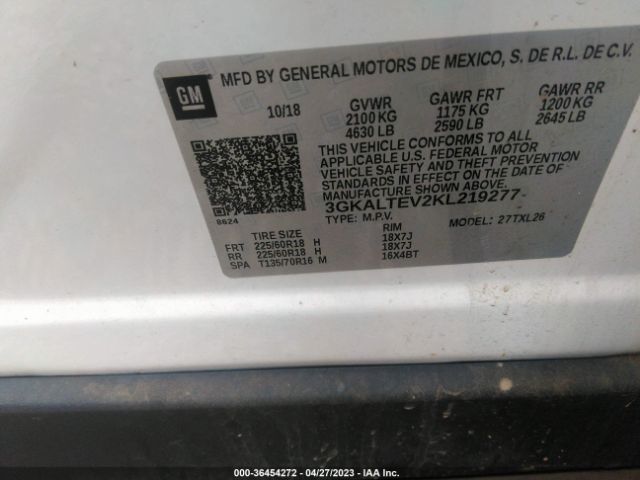 GM
MFD BY GENERAL MOTORS DE MEXICO, S. DE R.L. DE C.V.
10/18 GVWR GAWR FRT GAWR RR
2100 KG 1175 KG 1200 KG
4630 LB 2590 LB 2645 LB
THIS VEHICLE CONFORMS TO ALL
APPLICABLE U.S. FEDERAL MOTOR
VEHICLE SAFETY AND THEFT PREVENTION
STANDARDS IN EFFECT ON THE DATE OF
MANUFACTURE SHOWN ABOVE.
3GKALTEV2KL219277
8624 TYPE: M.P.V. MODEL: 27TXL26
TIRE SIZE RIM
FRT 225/60R18 H 18X7J
RR 225/60R18 H 18X7J
SPA T135/70R16 M 16X4BT
000-36454272 - 04/27/2023 - IAA Inc.